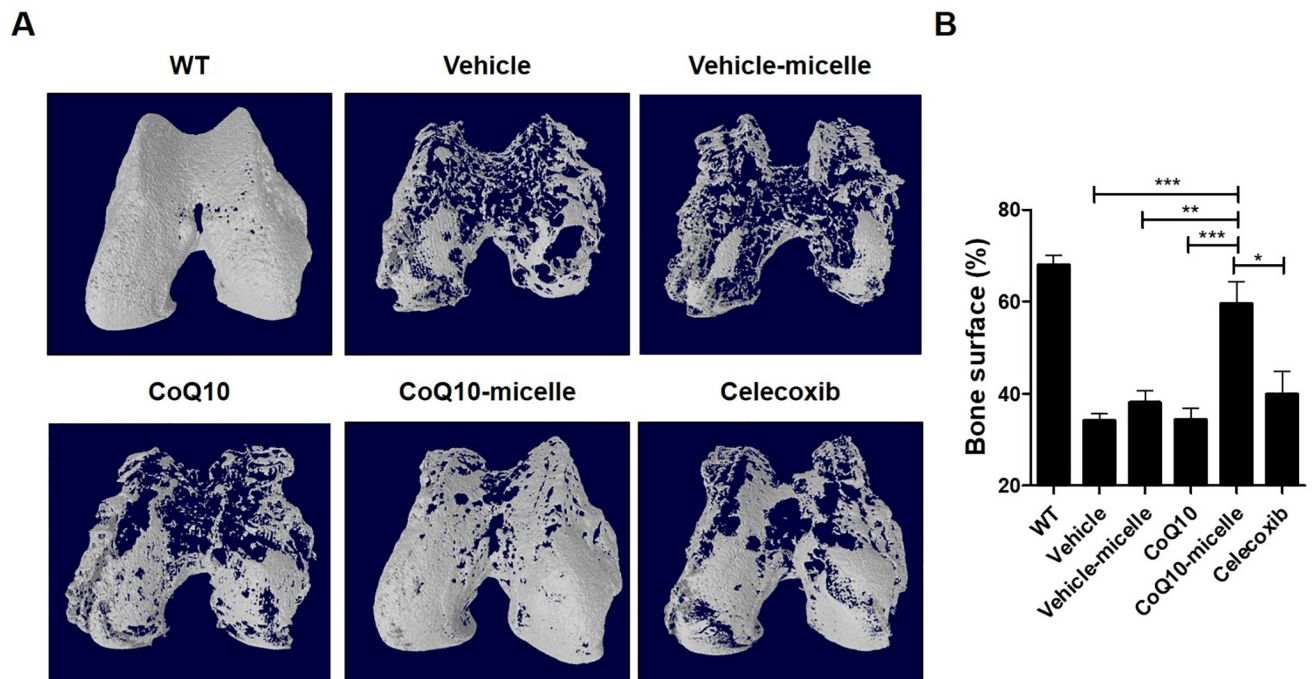 A
B
WT
Vehicle
Vehicle-micelle
CoQ10
CoQ10-micelle
Celecoxib
***
**
***
*
Bone surface (%)
80
60
40
20
WT
Vehicle
Vehicle-micelle
CoQ10
CoQ10-micelle
Celecoxib